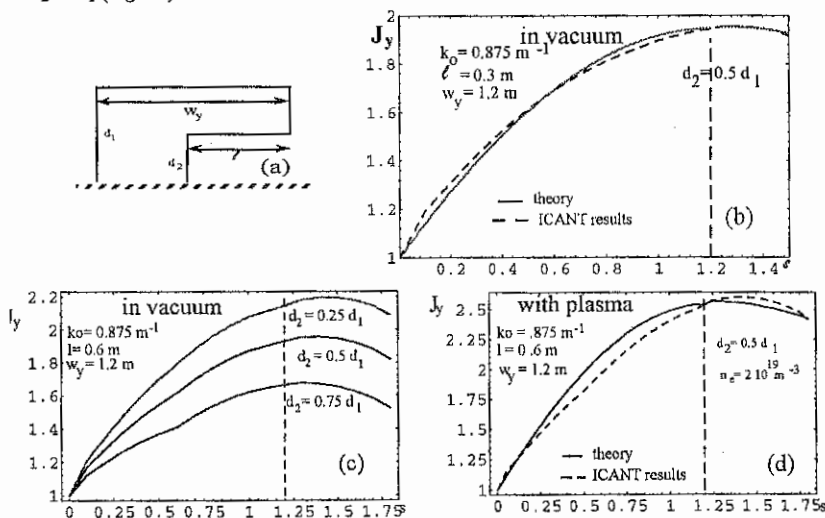 J_y
in vacuum
k_o = 0.875 m^-1
ℓ = 0.3 m
w_y = 1.2 m
d_2 = 0.5 d_1
theory
ICANT results
(b)
2
1.8
1.6
1.4
1.2
1
0.2 0.4 0.6 0.8 1 1.2 1.4 s
w_y
d_1
d_2
ℓ
(a)
J_y
in vacuum
ko = 0.875 m^-1
l = 0.6 m
w_y = 1.2 m
d_2 = 0.25 d_1
d_2 = 0.5 d_1
d_2 = 0.75 d_1
(c)
2.2
2
1.8
1.6
1.4
1.2
1
0 0.25 0.5 0.75 1 1.25 1.5 1.75 s
J_y
with plasma
ko = .875 m^-1
l = 0.6 m
w_y = 1.2 m
d_2 = 0.5 d_1
n_e = 2 10^19 m^-3
theory
ICANT results
(d)
2.5
2.25
2
1.75
1.5
1.25
1
0 0.25 0.5 0.75 1 1.25 1.5 1.75s